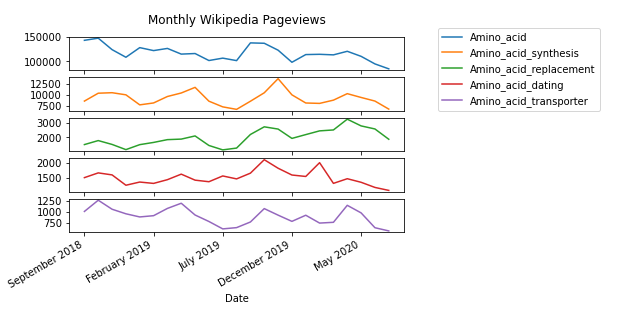 Monthly Wikipedia Pageviews
150000
100000
12500
10000
7500
3000
2000
2000
1500
1250
1000
750
September 2018
February 2019
July 2019
December 2019
May 2020
Date
Amino_acid
Amino_acid_synthesis
Amino_acid_replacement
Amino_acid_dating
Amino_acid_transporter